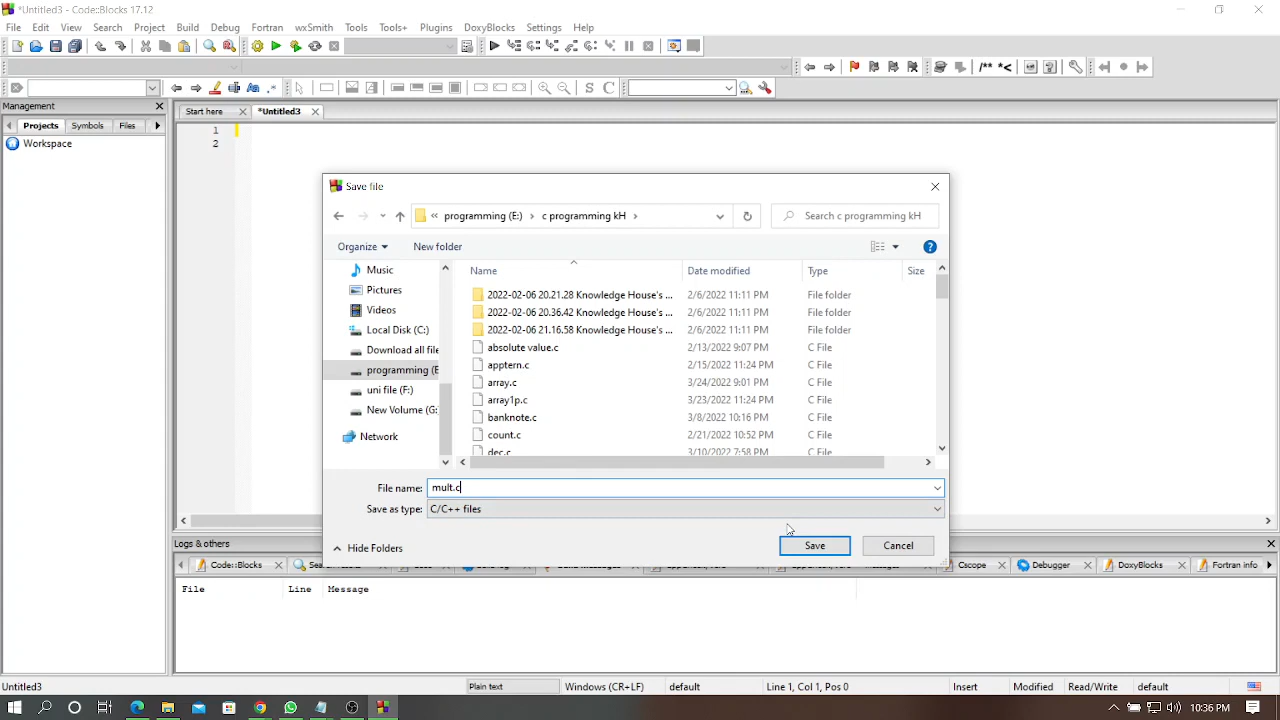 *Untitled3 - Code::Blocks 17.12
File Edit View Search Project Build Debug Fortran wxSmith Tools Tools+ Plugins DoxyBlocks Settings Help
Management
Start here *Untitled3
Projects Symbols Files
Workspace
1
2
Save file
« programming (E:) › c programming kH ›
Search c programming kH
Organize New folder
Music
Pictures
Videos
Local Disk (C:)
Download all file
programming (E
uni file (F:)
New Volume (G:
Network
Name Date modified Type Size
2022-02-06 20.21.28 Knowledge House's ... 2/6/2022 11:11 PM File folder
2022-02-06 20.36.42 Knowledge House's ... 2/6/2022 11:11 PM File folder
2022-02-06 21.16.58 Knowledge House's ... 2/6/2022 11:11 PM File folder
absolute value.c 2/13/2022 9:07 PM C File
apptern.c 2/15/2022 11:24 PM C File
array.c 3/24/2022 9:01 PM C File
array1p.c 3/23/2022 11:24 PM C File
banknote.c 3/8/2022 10:16 PM C File
count.c 2/21/2022 10:52 PM C File
dec.c 3/10/2022 7:58 PM C File
File name: mult.c
Save as type: C/C++ files
Hide Folders
Save Cancel
Logs & others
Code::Blocks Cscope Debugger DoxyBlocks Fortran info
File Line Message
Untitled3 Plain text Windows (CR+LF) default Line 1, Col 1, Pos 0 Insert Modified Read/Write default
10:36 PM